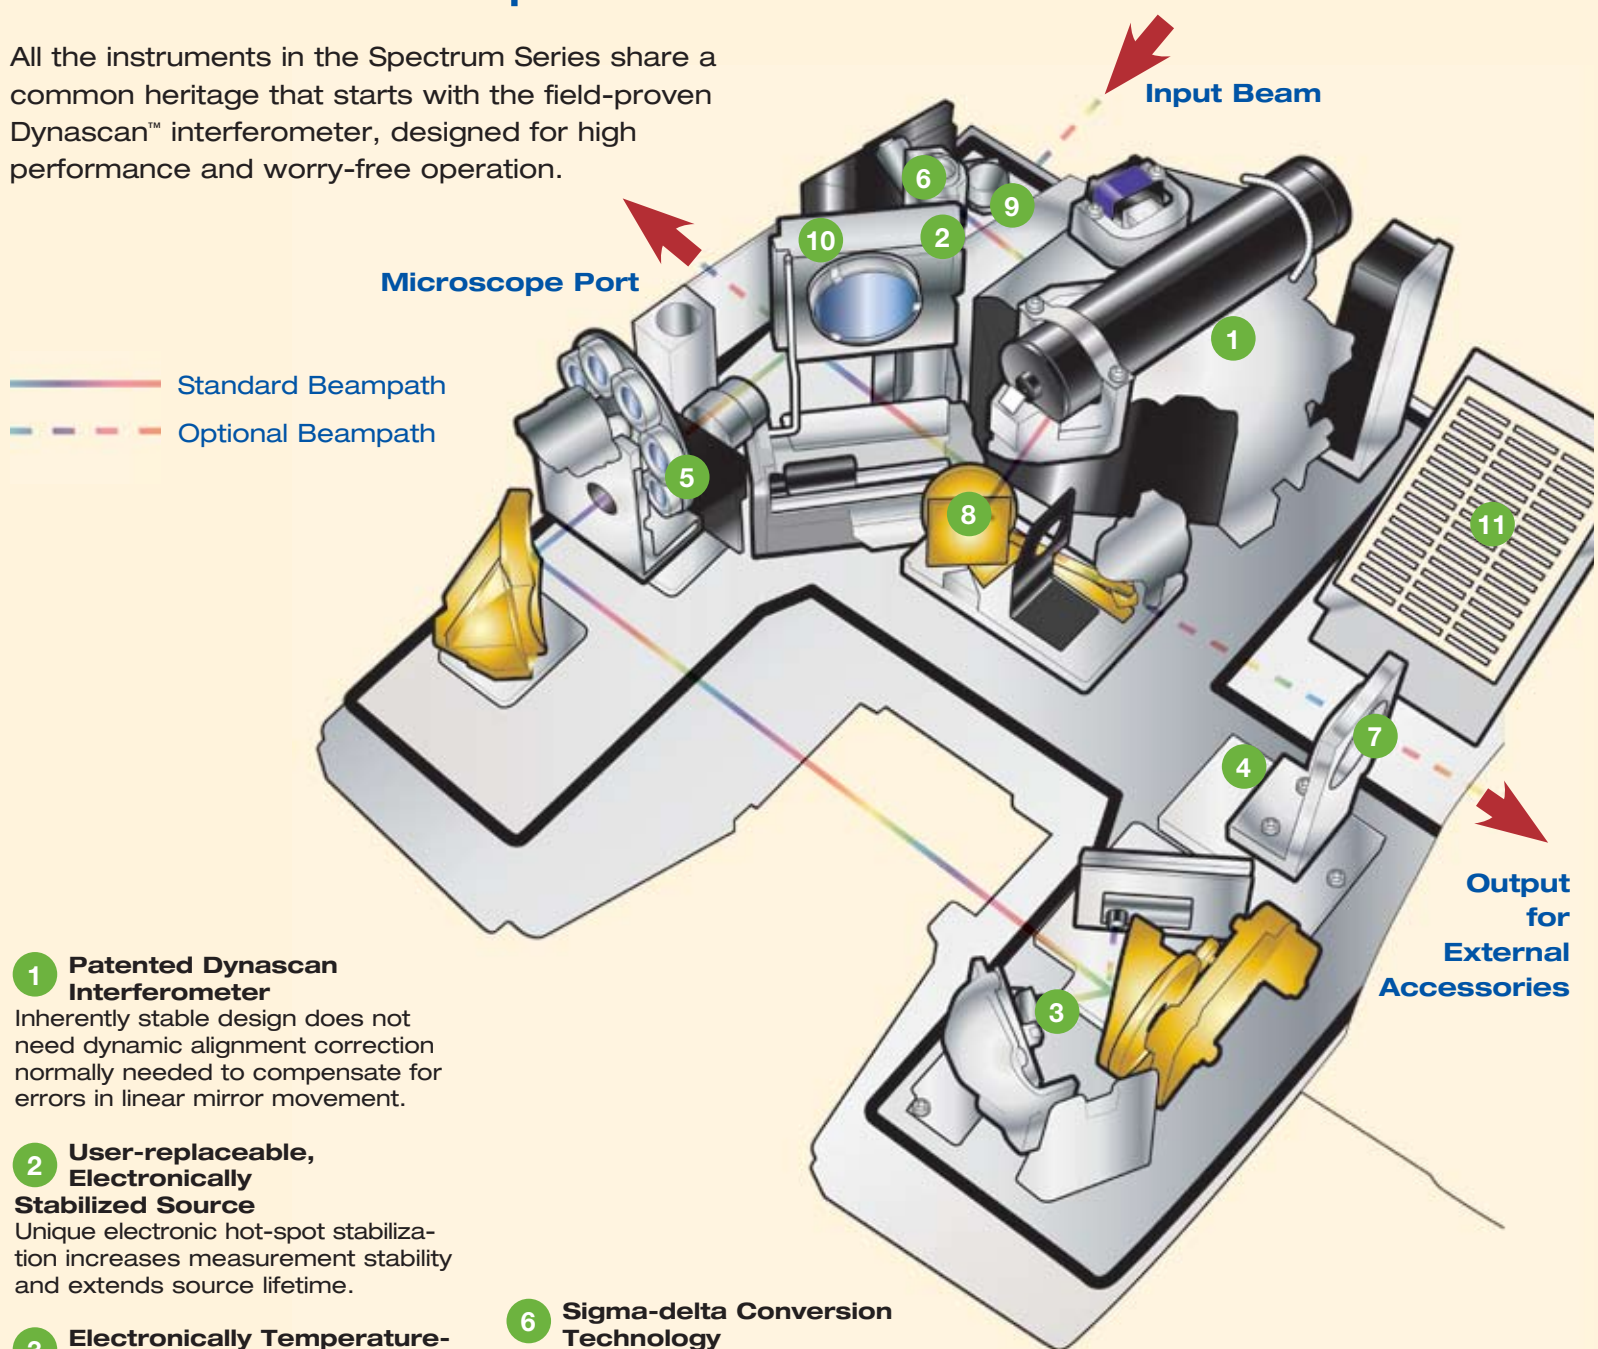 All the instruments in the Spectrum Series share a
common heritage that starts with the field-proven
Dynascan™ interferometer, designed for high
performance and worry-free operation.
Input Beam
Microscope Port
Standard Beampath
Optional Beampath
6
9
10
2
1
5
8
11
7
4
3
Output
for
External
Accessories
1 Patented Dynascan
Interferometer
Inherently stable design does not
need dynamic alignment correction
normally needed to compensate for
errors in linear mirror movement.
2 User-replaceable,
Electronically
Stabilized Source
Unique electronic hot-spot stabiliza-
tion increases measurement stability
and extends source lifetime.
3 Electronically Temperature-
6 Sigma-delta Conversion
Technology